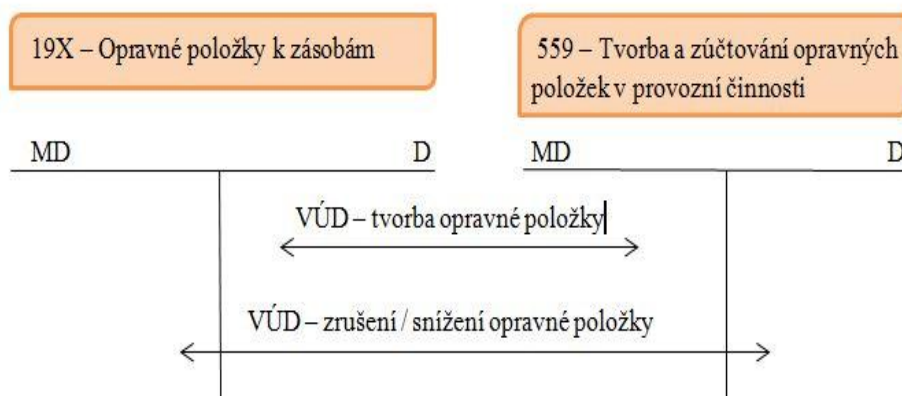 19X – Opravné položky k zásobám
559 – Tvorba a zúčtování opravných
položek v provozní činnosti
MD D MD D
VÚD – tvorba opravné položky
VÚD – zrušení / snížení opravné položky